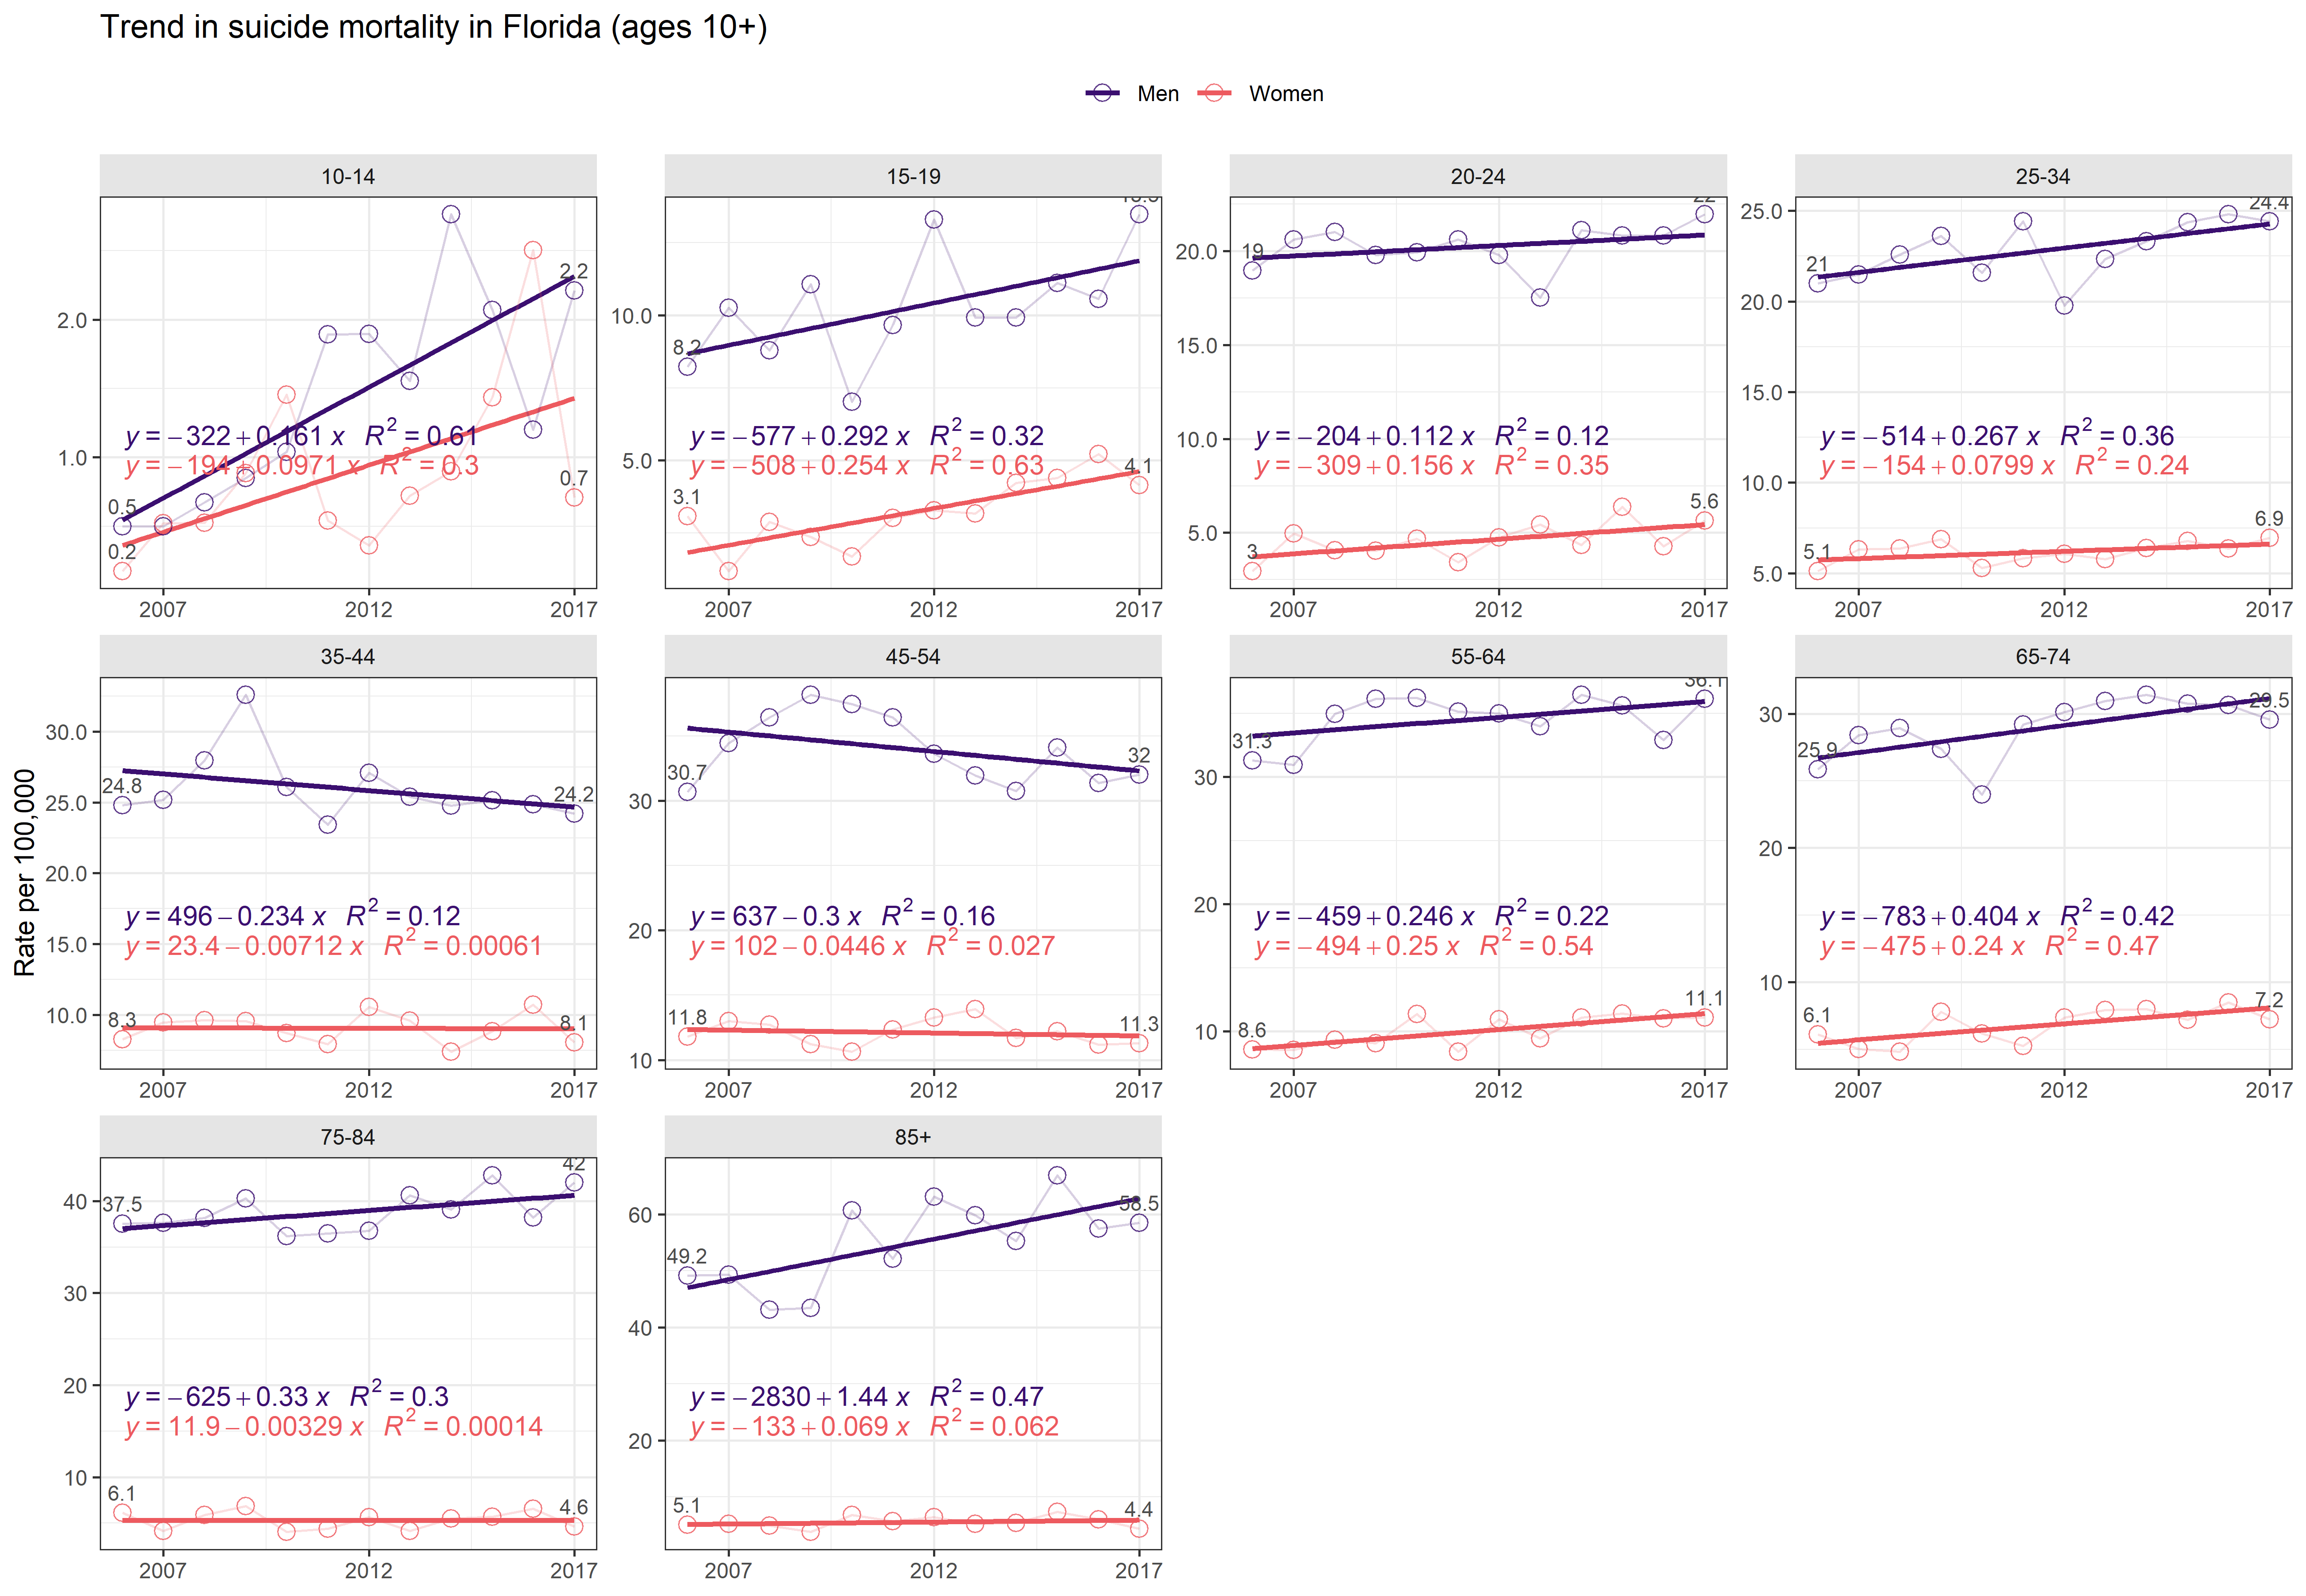 Trend in suicide mortality in Florida (ages 10+)
Men Women
Rate per 100,000
10-14
2.0
1.0
0.5
0.2
2.2
0.7
y = −322 + 0.161 x R² = 0.61
y = −194 + 0.0971 x R² = 0.3
2007 2012 2017
15-19
10.0
5.0
8.2
3.1
4.1
y = −577 + 0.292 x R² = 0.32
y = −508 + 0.254 x R² = 0.63
2007 2012 2017
20-24
20.0
15.0
10.0
5.0
19
22
3
5.6
y = −204 + 0.112 x R² = 0.12
y = −309 + 0.156 x R² = 0.35
2007 2012 2017
25-34
25.0
20.0
15.0
10.0
5.0
21
24.4
5.1
6.9
y = −514 + 0.267 x R² = 0.36
y = −154 + 0.0799 x R² = 0.24
2007 2012 2017
35-44
30.0
25.0
20.0
15.0
10.0
24.8
24.2
8.3
8.1
y = 496 − 0.234 x R² = 0.12
y = 23.4 − 0.00712 x R² = 0.00061
2007 2012 2017
45-54
30
20
10
30.7
32
11.8
11.3
y = 637 − 0.3 x R² = 0.16
y = 102 − 0.0446 x R² = 0.027
2007 2012 2017
55-64
30
20
10
31.3
36.1
8.6
11.1
y = −459 + 0.246 x R² = 0.22
y = −494 + 0.25 x R² = 0.54
2007 2012 2017
65-74
30
20
10
25.9
29.5
6.1
7.2
y = −783 + 0.404 x R² = 0.42
y = −475 + 0.24 x R² = 0.47
2007 2012 2017
75-84
40
30
20
10
37.5
42
6.1
4.6
y = −625 + 0.33 x R² = 0.3
y = 11.9 − 0.00329 x R² = 0.00014
2007 2012 2017
85+
60
40
20
49.2
58.5
5.1
4.4
y = −2830 + 1.44 x R² = 0.47
y = −133 + 0.069 x R² = 0.062
2007 2012 2017